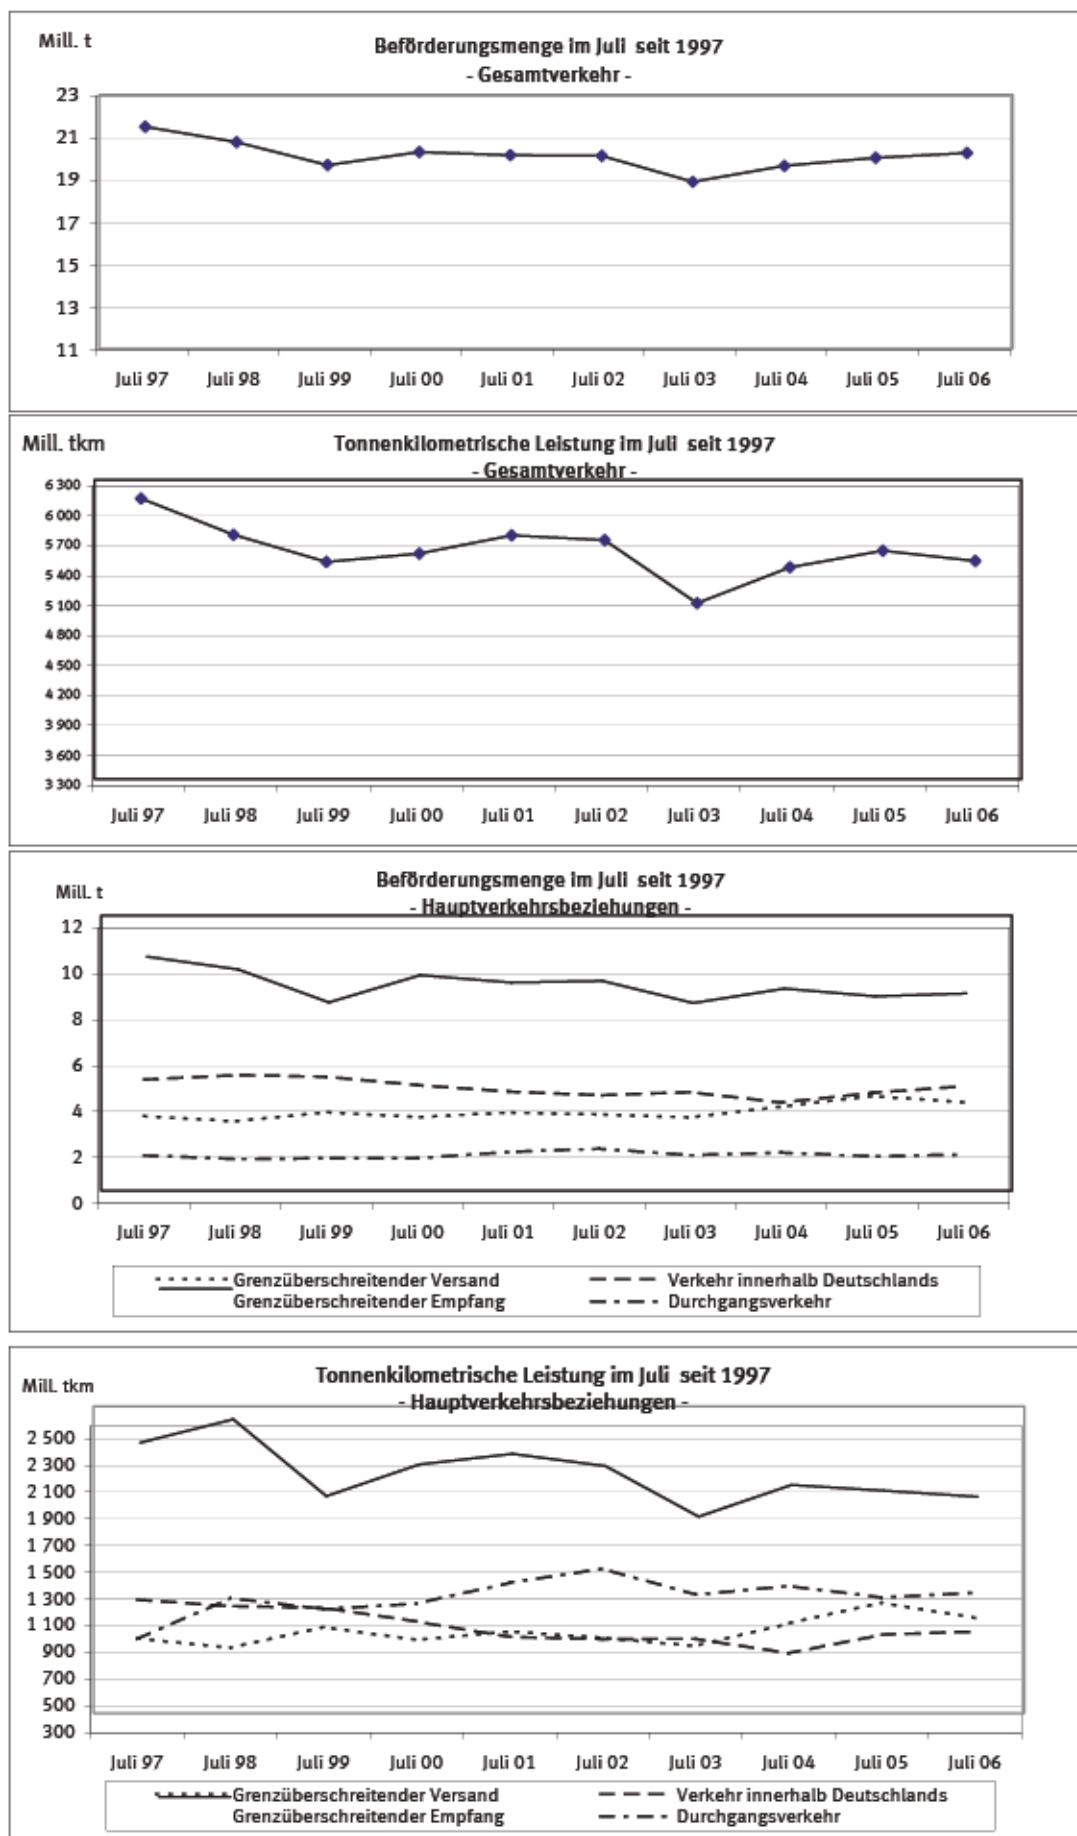 Mill. t
Beförderungsmenge im Juli seit 1997
- Gesamtverkehr -
23
21
19
17
15
13
11
Juli 97 Juli 98 Juli 99 Juli 00 Juli 01 Juli 02 Juli 03 Juli 04 Juli 05 Juli 06
Mill. tkm
Tonnenkilometrische Leistung im Juli seit 1997
- Gesamtverkehr -
6 300
6 000
5 700
5 400
5 100
4 800
4 500
4 200
3 900
3 600
3 300
Juli 97 Juli 98 Juli 99 Juli 00 Juli 01 Juli 02 Juli 03 Juli 04 Juli 05 Juli 06
Mill. t
Beförderungsmenge im Juli seit 1997
- Hauptverkehrsbeziehungen -
12
10
8
6
4
2
0
Juli 97 Juli 98 Juli 99 Juli 00 Juli 01 Juli 02 Juli 03 Juli 04 Juli 05 Juli 06
Grenzüberschreitender Versand Verkehr innerhalb Deutschlands
Grenzüberschreitender Empfang Durchgangsverkehr
Mill. tkm
Tonnenkilometrische Leistung im Juli seit 1997
- Hauptverkehrsbeziehungen -
2 500
2 300
2 100
1 900
1 700
1 500
1 300
1 100
900
700
500
300
Juli 97 Juli 98 Juli 99 Juli 00 Juli 01 Juli 02 Juli 03 Juli 04 Juli 05 Juli 06
Grenzüberschreitender Versand Verkehr innerhalb Deutschlands
Grenzüberschreitender Empfang Durchgangsverkehr